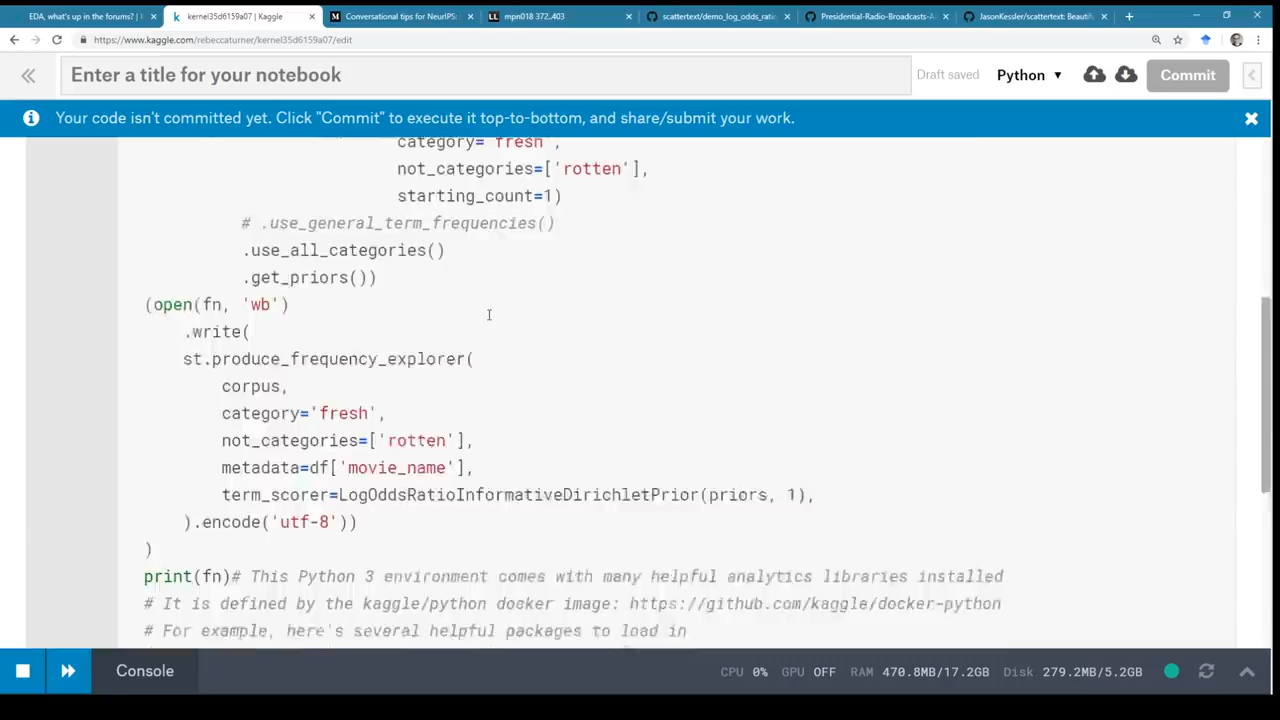 EDA, what's up in the forums? | 
kernel35d6159a07 | Kaggle
Conversational tips for NeurIPS:
mpn018 372..403
scattertext/demo_log_odds_rati
Presidential-Radio-Broadcasts-A
JasonKessler/scattertext: Beautif
https://www.kaggle.com/rebeccaturner/kernel35d6159a07/edit
Enter a title for your notebook
Draft saved
Python
Commit
Your code isn't committed yet. Click "Commit" to execute it top-to-bottom, and share/submit your work.
category='fresh',
not_categories=['rotten'],
starting_count=1)
# .use_general_term_frequencies()
.use_all_categories()
.get_priors())
(open(fn, 'wb')
.write(
st.produce_frequency_explorer(
corpus,
category='fresh',
not_categories=['rotten'],
metadata=df['movie_name'],
term_scorer=LogOddsRatioInformativeDirichletPrior(priors, 1),
).encode('utf-8'))
)
print(fn)# This Python 3 environment comes with many helpful analytics libraries installed
# It is defined by the kaggle/python docker image: https://github.com/kaggle/docker-python
# For example, here's several helpful packages to load in
Console
CPU 0% GPU OFF RAM 470.8MB/17.2GB Disk 279.2MB/5.2GB